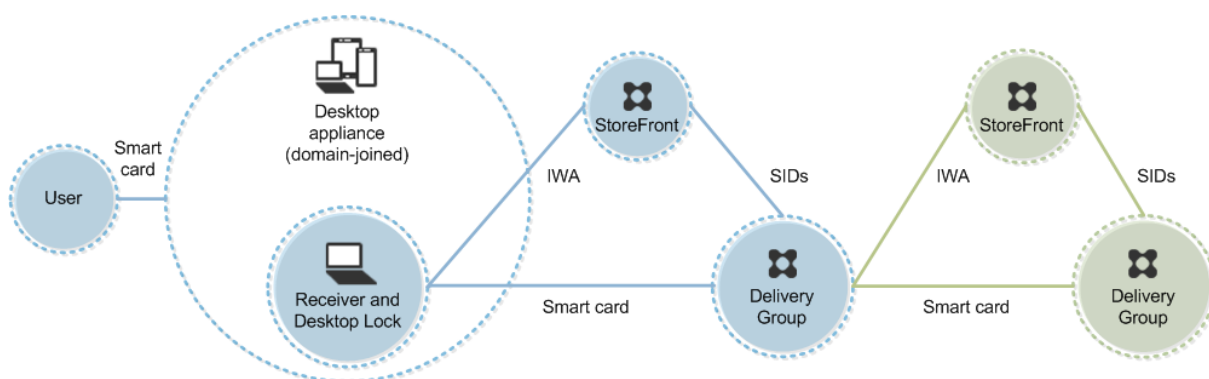 Smart
card
User
Desktop
appliance
(domain-joined)
Receiver and
Desktop Lock
IWA
StoreFront
SIDs
Smart card
Delivery
Group
IWA
StoreFront
SIDs
Smart card
Delivery
Group